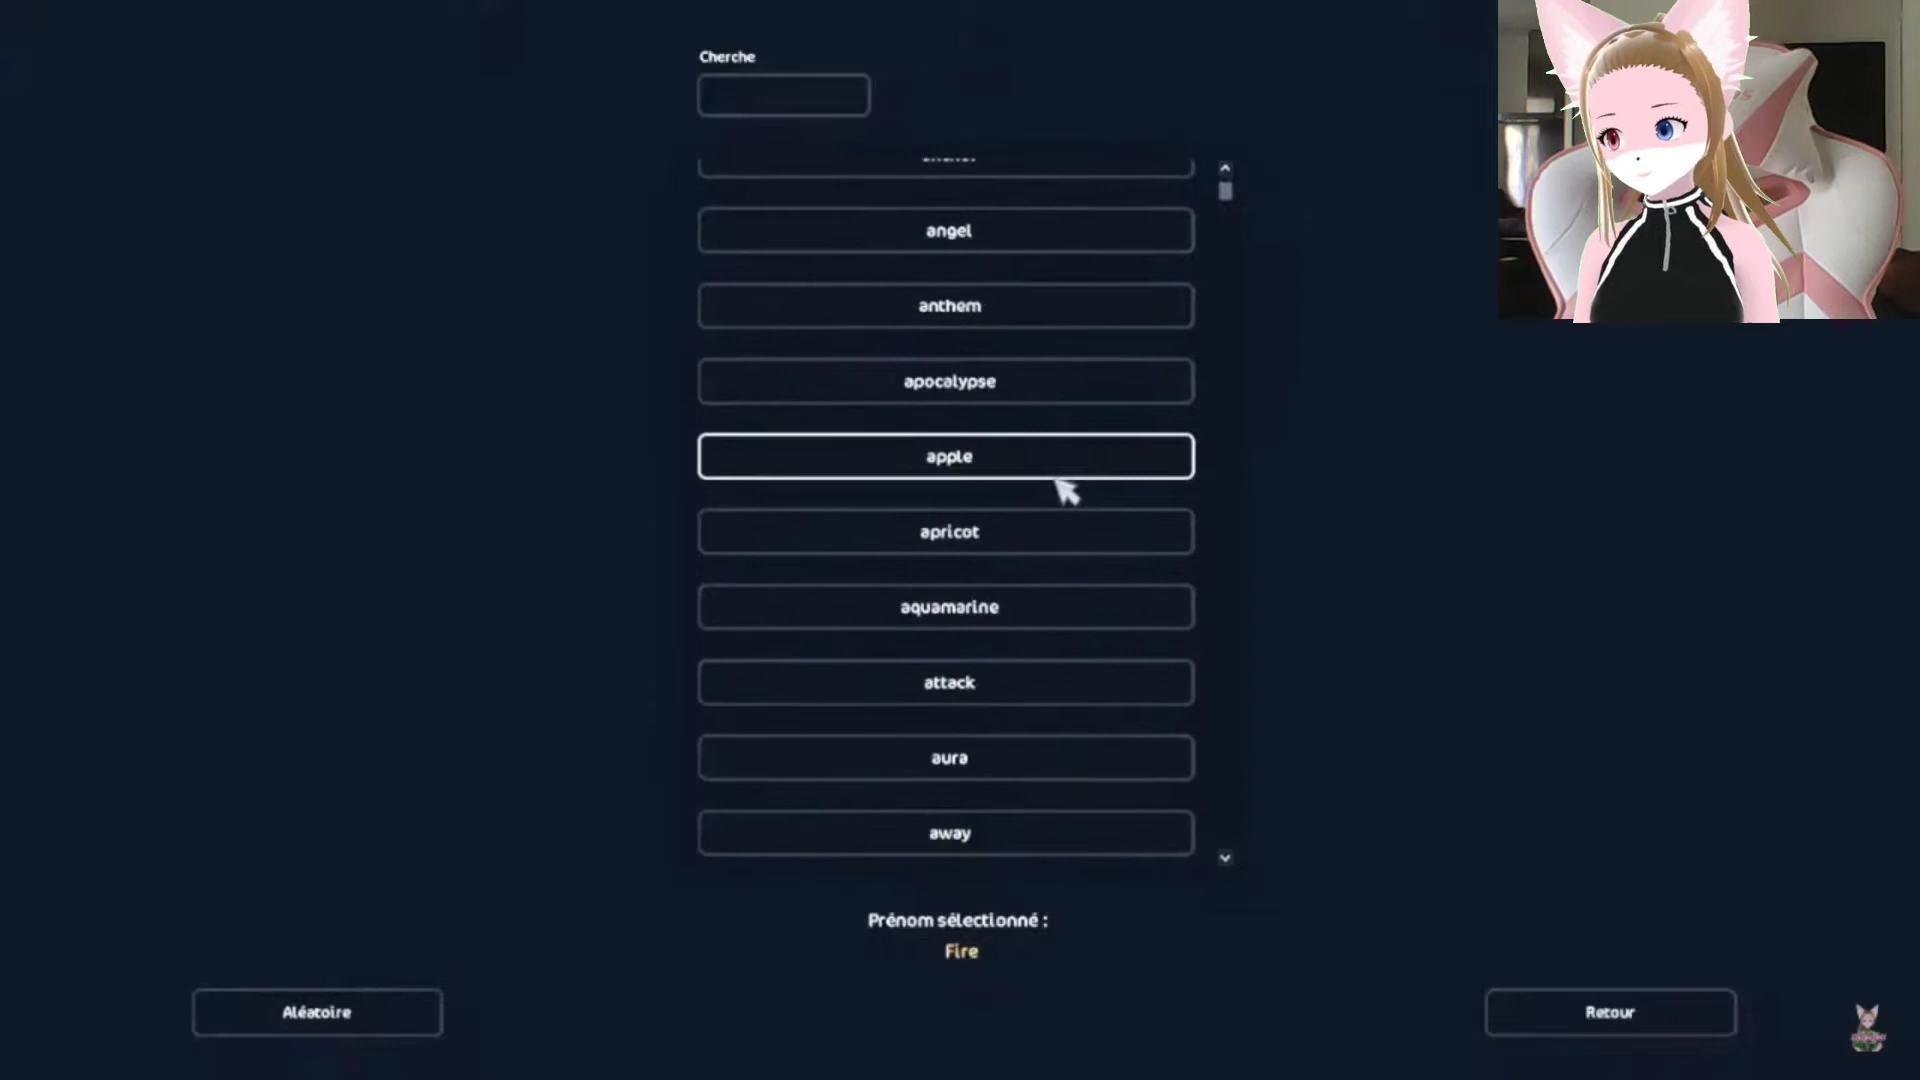 Cherche
angel
anthem
apocalypse
apple
apricot
aquamarine
attack
aura
away
Prénom sélectionné :
Fire
Aléatoire
Retour